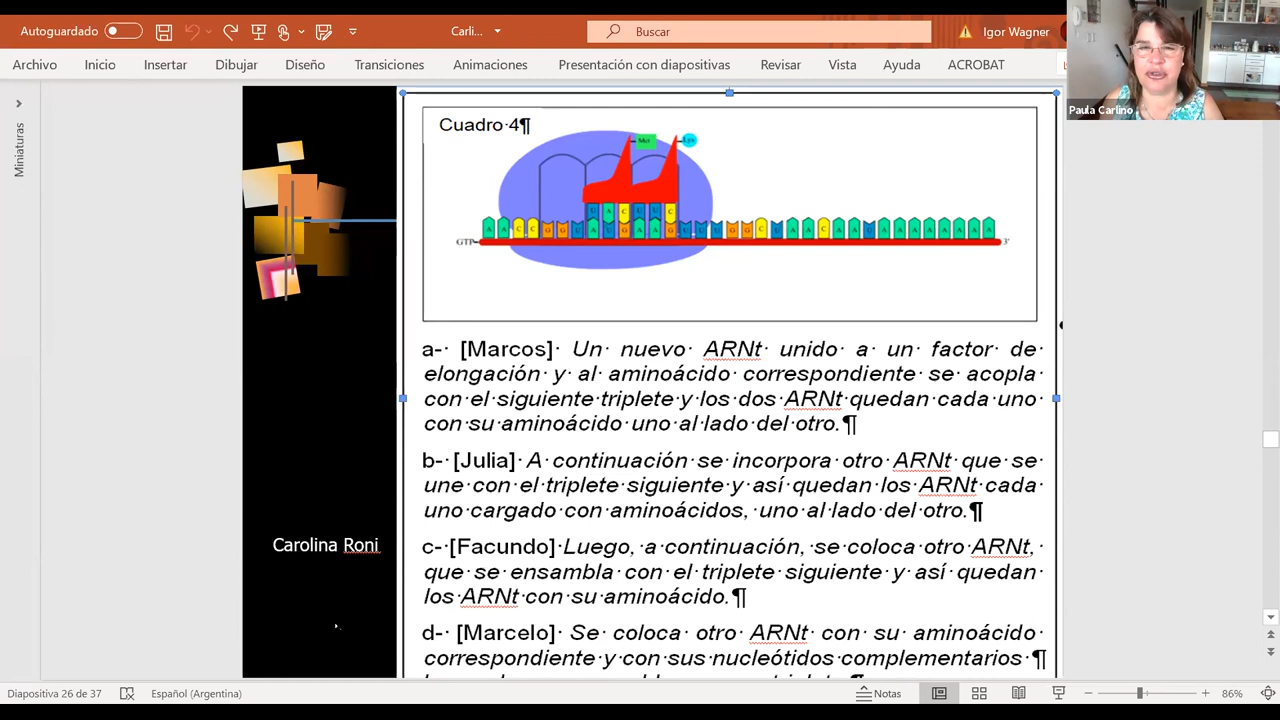 Autoguardado
Carli...
Buscar
Igor Wagner
Archivo Inicio Insertar Dibujar Diseño Transiciones Animaciones Presentación con diapositivas Revisar Vista Ayuda ACROBAT
Paula Carlino
Miniaturas
Cuadro·4¶
Met Lys
U A C U U C
A A C C G G U A U G A A G U U U G G C U A A C A A U A A A A A A A A
GTP 3'
a-· [Marcos]· Un· nuevo· ARNt· unido· a· un· factor· de·
elongación· y· al· aminoácido· correspondiente· se· acopla·
con·el·siguiente·triplete·y·los·dos·ARNt·quedan·cada·uno·
con·su·aminoácido·uno·al·lado·del·otro.¶
b-· [Julia]· A·continuación·se·incorpora·otro·ARNt·que·se·
une·con·el·triplete·siguiente·y·así·quedan·los·ARNt·cada·
uno·cargado·con·aminoácidos,·uno·al·lado·del·otro.¶
c-·[Facundo]·Luego,·a·continuación,·se·coloca·otro·ARNt,·
que·se·ensambla·con·el·triplete·siguiente·y·así·quedan·
los·ARNt·con·su·aminoácido.¶
d-· [Marcelo]· Se· coloca· otro· ARNt· con· su· aminoácido·
correspondiente·y·con·sus·nucleótidos·complementarios·¶
Carolina Roni
Diapositiva 26 de 37 Español (Argentina) Notas 86%